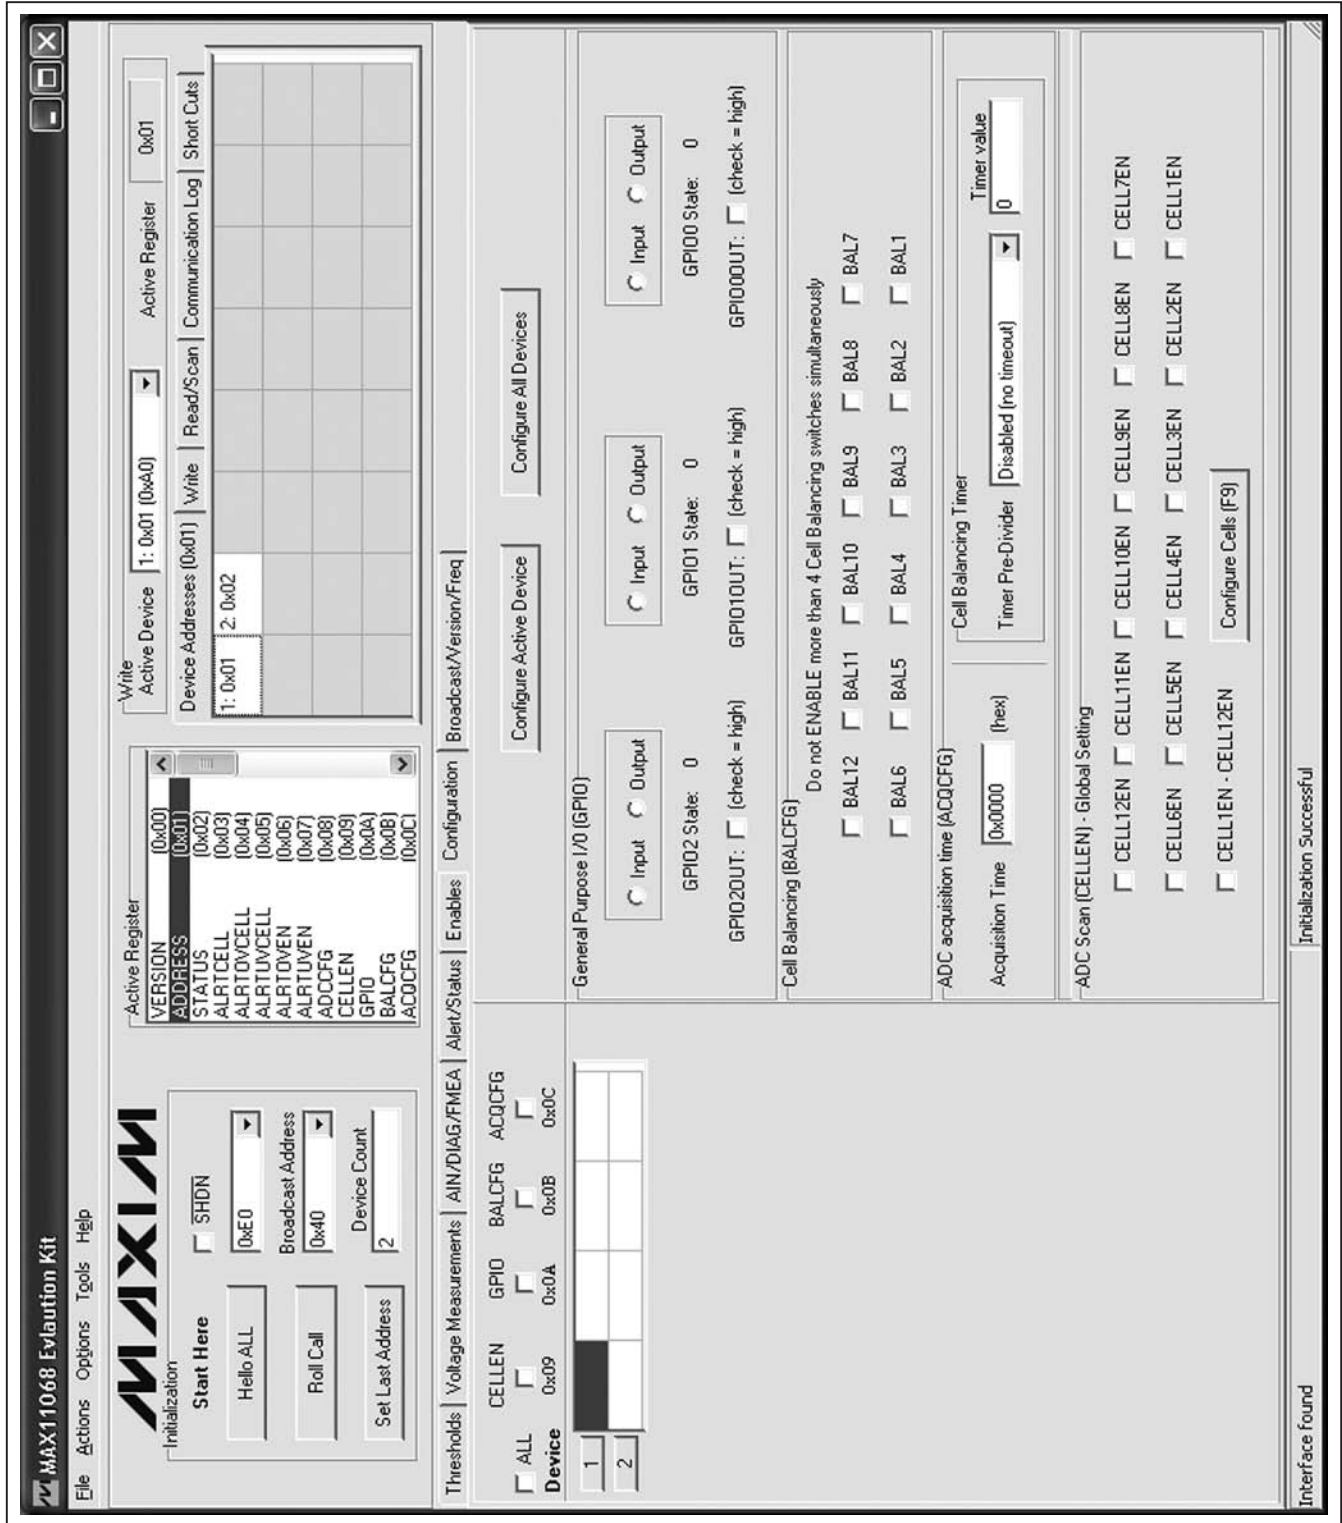 MAX11068 Evlaution Kit
File Actions Options Tools Help
MAXIM
Initialization
Start Here
SHDN
Hello ALL
0xE0
Broadcast Address
Roll Call
0x40
Device Count
Set Last Address
2
Active Register
VERSION (0x00)
ADDRESS (0x01)
STATUS (0x02)
ALRTCELL (0x03)
ALRTOVCELL (0x04)
ALRTUVCELL (0x05)
ALRTOVEN (0x06)
ALRTUVEN (0x07)
ADCCFG (0x08)
CELLEN (0x09)
GPIO (0x0A)
BALCFG (0x0B)
ACQCFG (0x0C)
Write
Active Device 1: 0x01 (0xA0) Active Register 0x01
Device Addresses (0x01) Write Read/Scan Communication Log Short Cuts
1: 0x01 2: 0x02
Thresholds Voltage Measurements AIN/DIAG/FMEA Alert/Status Enables Configuration Broadcast/Version/Freq
CELLEN GPIO BALCFG ACQCFG
ALL
Device 0x09 0x0A 0x0B 0x0C
1
2
Configure Active Device Configure All Devices
General Purpose I/O (GPIO)
Input Output Input Output Input Output
GPIO2 State: 0 GPIO1 State: 0 GPIO0 State: 0
GPIO2OUT: (check = high) GPIO1OUT: (check = high) GPIO0OUT: (check = high)
Cell Balancing (BALCFG)
Do not ENABLE more than 4 Cell Balancing switches simultaneously
BAL12 BAL11 BAL10 BAL9 BAL8 BAL7
BAL6 BAL5 BAL4 BAL3 BAL2 BAL1
ADC acquisition time (ACQCFG)
Acquisition Time 0x0000 (hex)
Cell Balancing Timer
Timer value
Timer Pre-Divider Disabled (no timeout) 0
ADC Scan (CELLEN) - Global Setting
CELL12EN CELL11EN CELL10EN CELL9EN CELL8EN CELL7EN
CELL6EN CELL5EN CELL4EN CELL3EN CELL2EN CELL1EN
CELL1EN - CELL12EN Configure Cells (F9)
Interface Found Initialization Successful